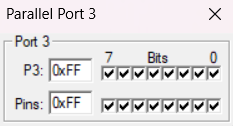 Parallel Port 3
Port 3
7 Bits 0
P3: 0xFF
Pins: 0xFF